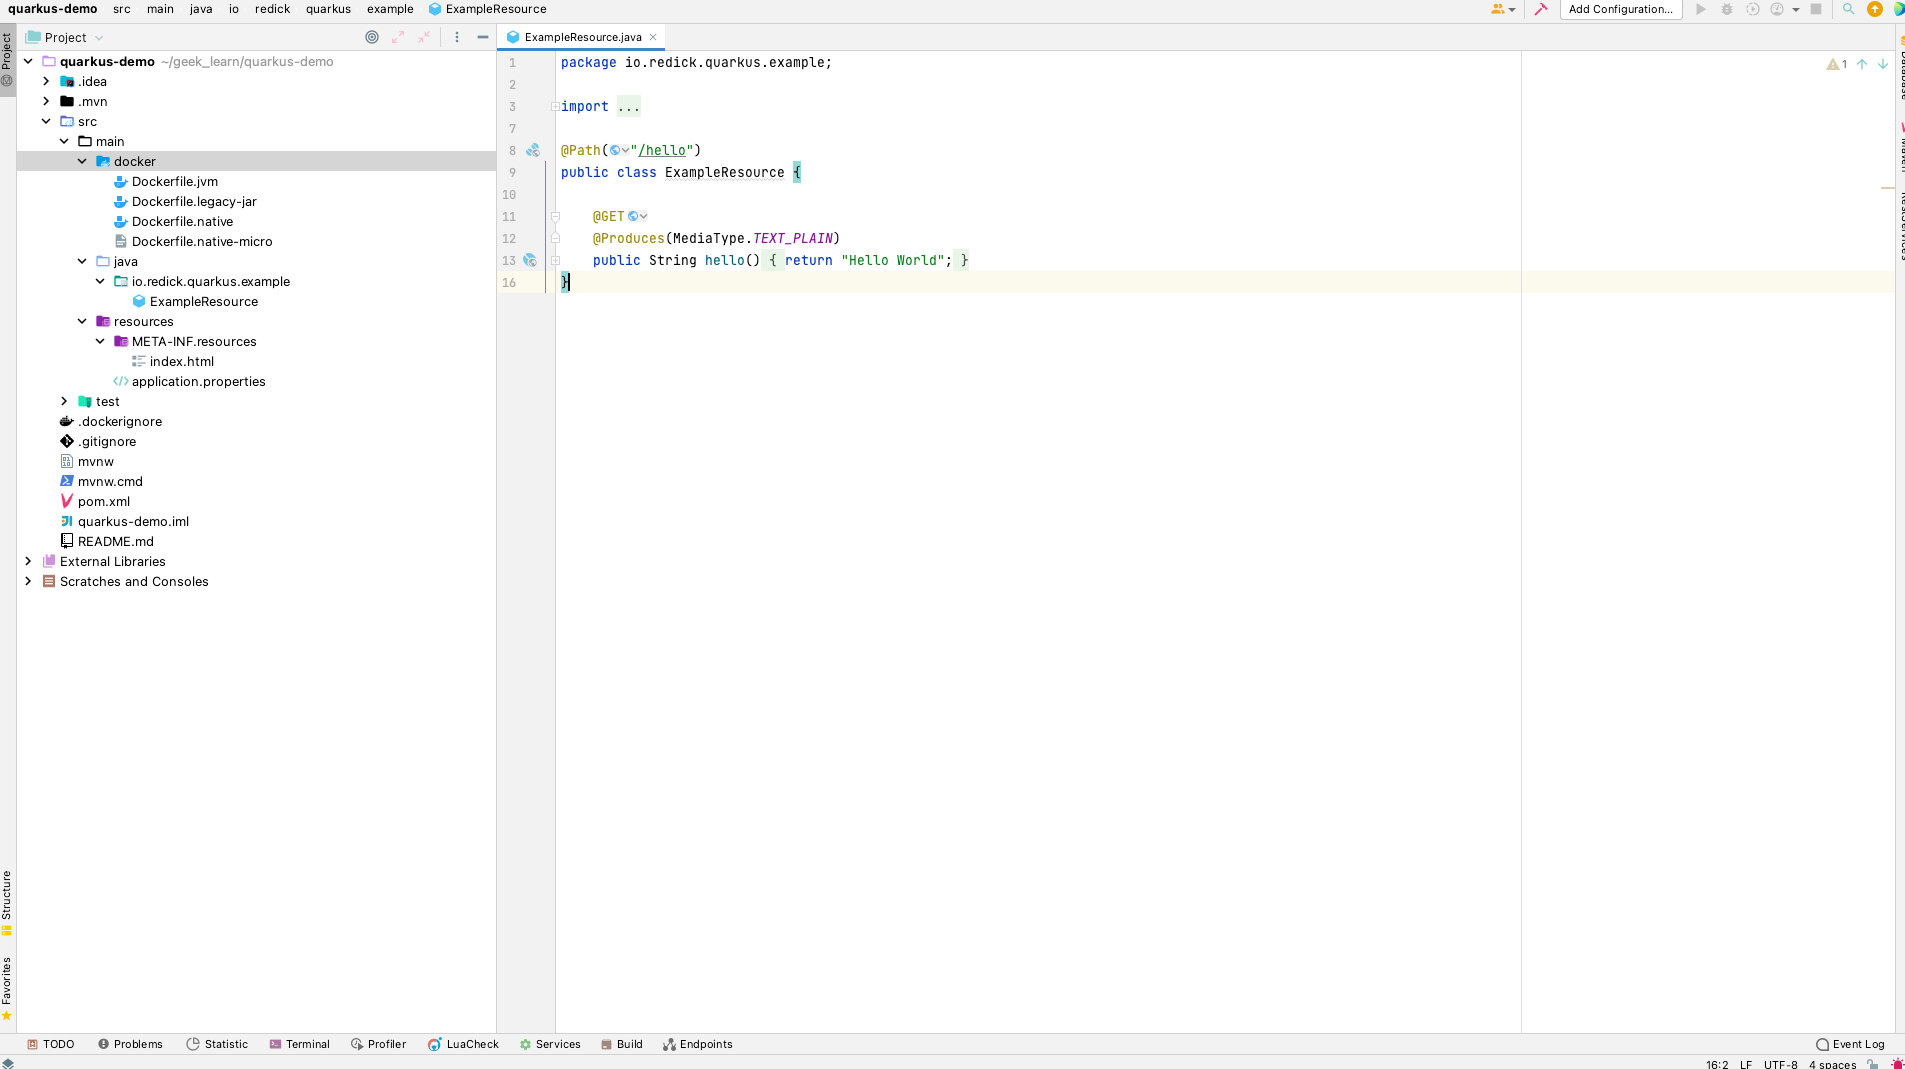 quarkus-demo src main java io redick quarkus example ExampleResource
Add Configuration...
Project
Project
quarkus-demo ~/geek_learn/quarkus-demo
.idea
.mvn
src
main
docker
Dockerfile.jvm
Dockerfile.legacy-jar
Dockerfile.native
Dockerfile.native-micro
java
io.redick.quarkus.example
ExampleResource
resources
META-INF.resources
index.html
application.properties
test
.dockerignore
.gitignore
mvnw
mvnw.cmd
pom.xml
quarkus-demo.iml
README.md
External Libraries
Scratches and Consoles
Structure
Favorites
ExampleResource.java
1 package io.redick.quarkus.example;
2
3 import ...
7
8 @Path("/hello")
9 public class ExampleResource {
10
11 @GET
12 @Produces(MediaType.TEXT_PLAIN)
13 public String hello() { return "Hello World"; }
16 }
1
TODO Problems Statistic Terminal Profiler LuaCheck Services Build Endpoints Event Log
16:2 LF UTF-8 4 spaces